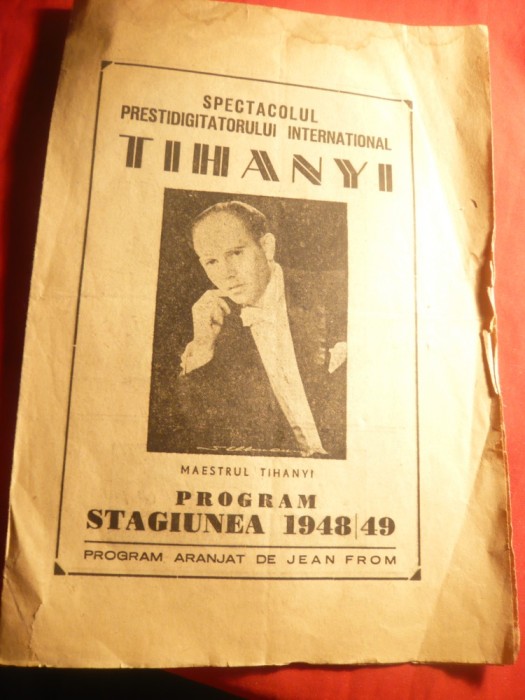 SPECTACOLUL
PRESTIDIGITATORULUI INTERNATIONAL
TIHANYI
MAESTRUL TIHANYI
PROGRAM
STAGIUNEA 1948/49
PROGRAM ARANJAT DE JEAN FROM